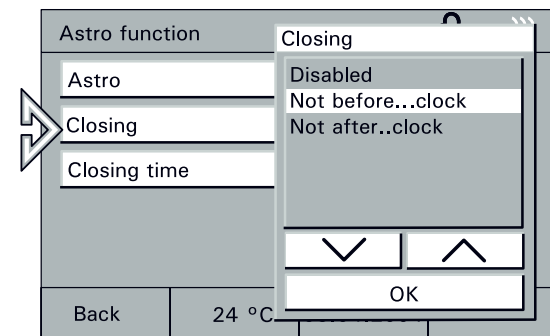 Astro function
Astro
Closing
Closing time
Closing
Disabled
Not before...clock
Not after..clock
OK
Back
24 °C